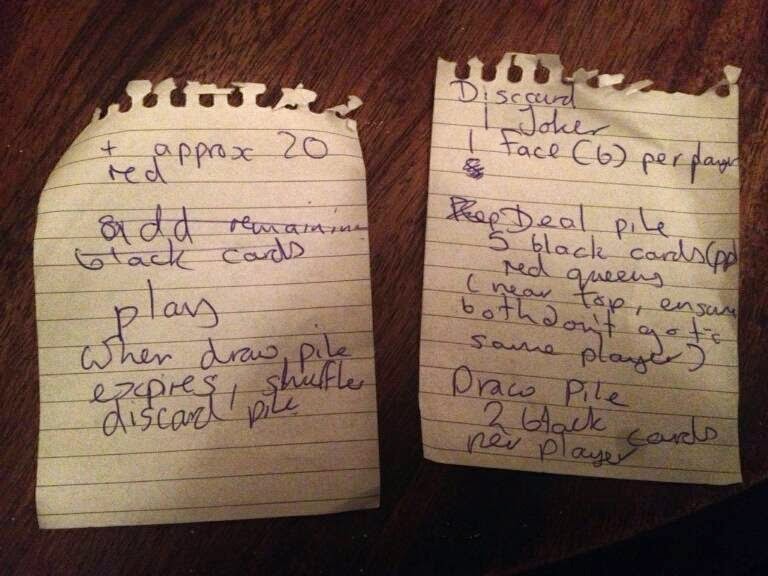 Discard
1 Joker
1 Face (6) per player
Deal pile
5 black cards (pp
red queens
(near top, ensure
both don't go to
same player)
Draw Pile
2 black cards
per player
+ approx 20
red
add remaining
black cards
play
when draw pile
expires, shuffle
discard pile